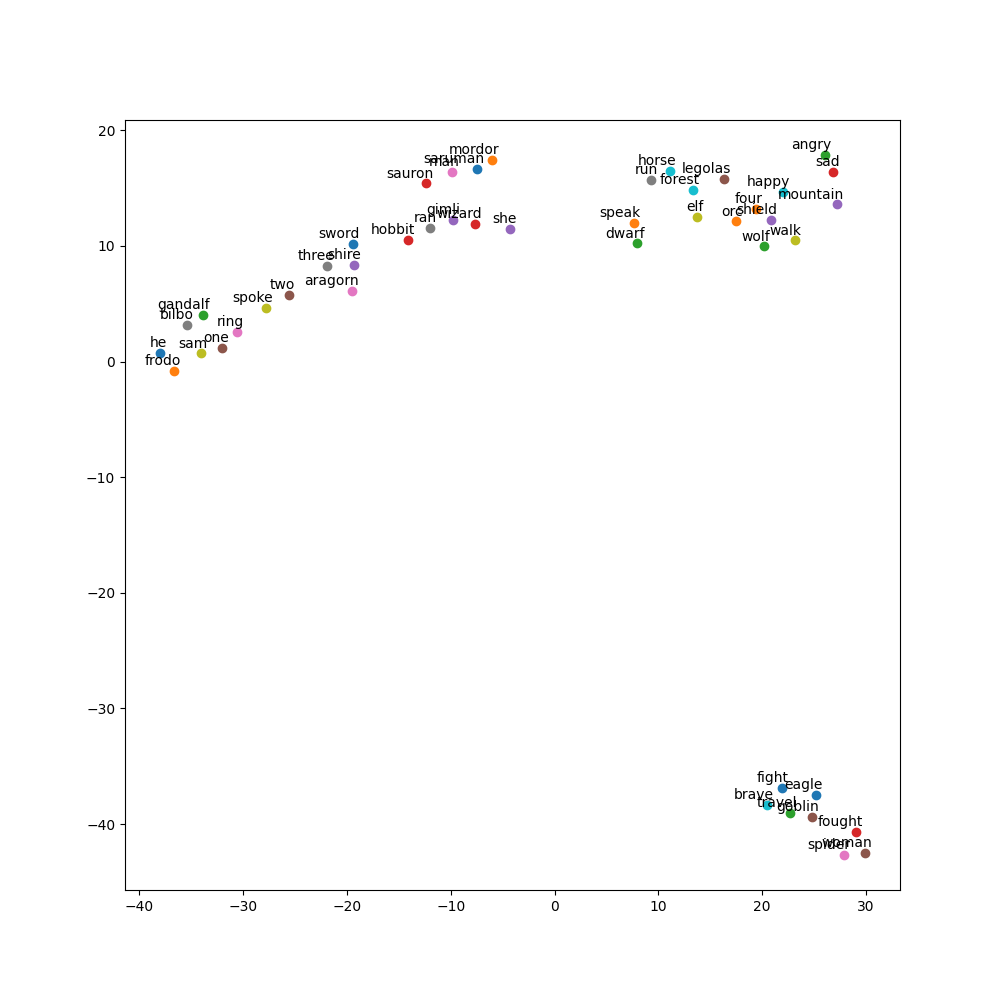 20
10
0
−10
−20
−30
−40
−40
−30
−20
−10
0
10
20
30
angry
mordor
sad
saruman
man
horse
legolas
run
sauron
forest
happy
mountain
four
gimli
wizard
elf
orc
shield
speak
ran
she
hobbit
walk
sword
dwarf
wolf
three
shire
aragorn
two
spoke
gandalf
bilbo
ring
one
he
sam
frodo
fight
eagle
brave
travel
goblin
fought
spider
woman